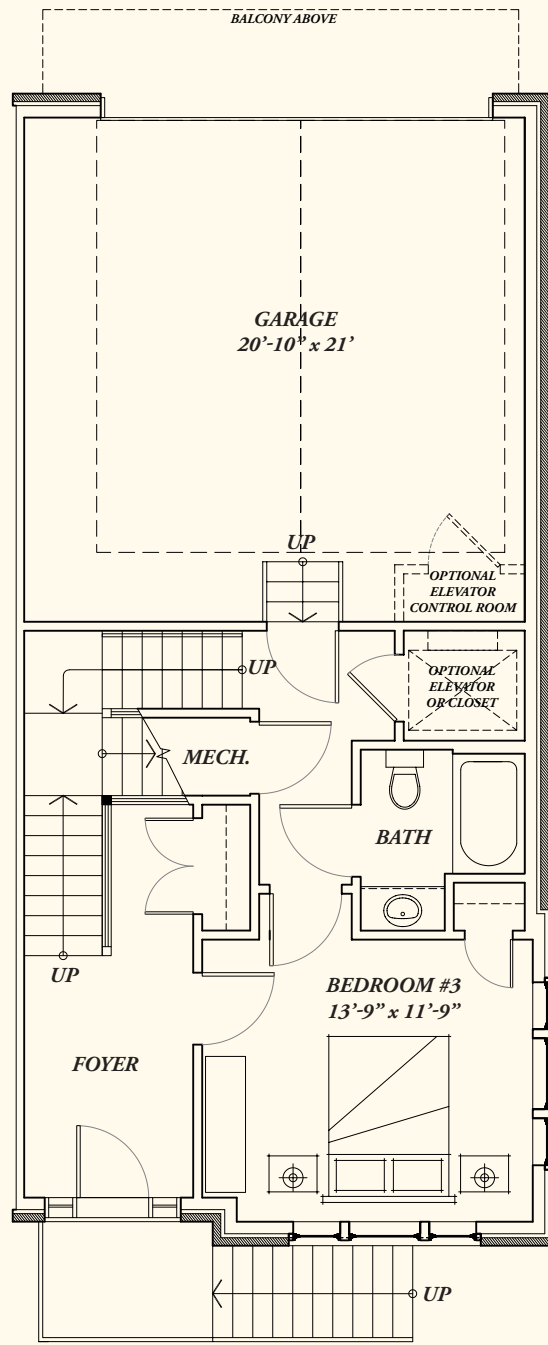 BALCONY ABOVE
GARAGE
20’-10” x 21’
UP
OPTIONAL
ELEVATOR
CONTROL ROOM
UP
OPTIONAL
ELEVATOR
OR CLOSET
MECH.
BATH
UP
BEDROOM #3
13’-9” x 11’-9”
FOYER
UP